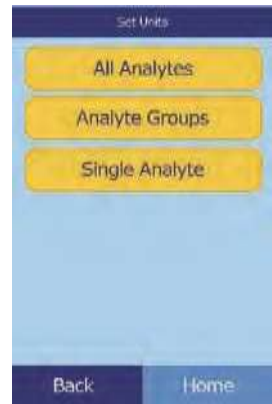 Set Units
All Analytes
Analyte Groups
Single Analyte
Back Home